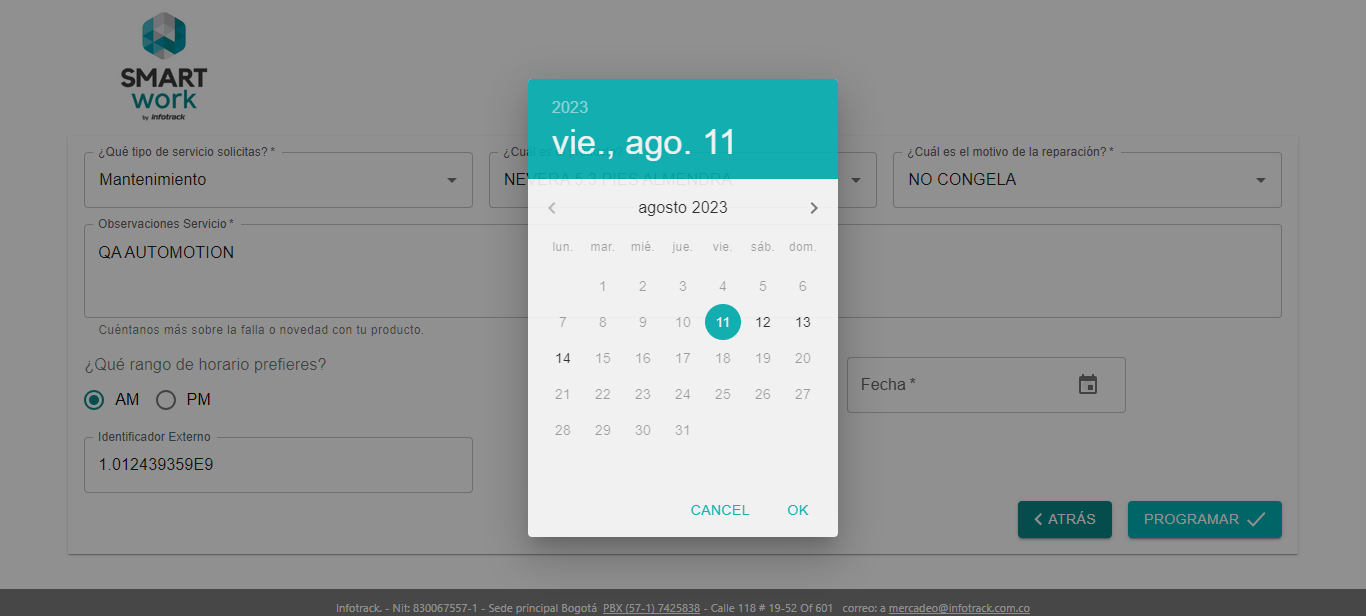 SMART
work
by infotrack
¿Qué tipo de servicio solicitas? *
Mantenimiento
NEVERA 5.3 PIES ALMENDRA
¿Cuál es el motivo de la reparación? *
NO CONGELA
Observaciones Servicio *
QA AUTOMOTION
Cuéntanos más sobre la falla o novedad con tu producto.
¿Qué rango de horario prefieres?
AM PM
Identificador Externo
1.012439359E9
2023
vie., ago. 11
agosto 2023
lun. mar. mié. jue. vie. sáb. dom.
1 2 3 4 5 6
7 8 9 10 11 12 13
14 15 16 17 18 19 20
21 22 23 24 25 26 27
28 29 30 31
CANCEL OK
Fecha *
ATRÁS PROGRAMAR
Infotrack. - Nit: 830067557-1 - Sede principal Bogotá PBX (57-1) 7425838 - Calle 118 # 19-52 Of 601 correo: a mercadeo@infotrack.com.co